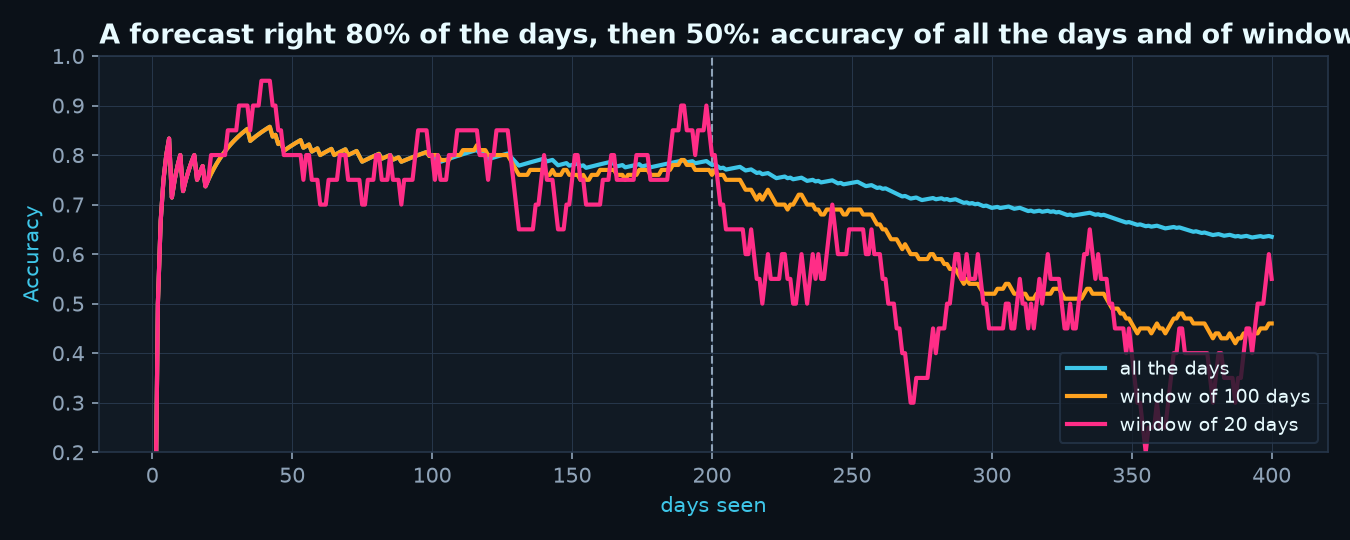 A forecast right 80% of the days, then 50%: accuracy of all the days and of window
1.0
0.9
0.8
0.7
0.6
0.5
0.4
0.3
0.2
Accuracy
all the days
window of 100 days
window of 20 days
0 50 100 150 200 250 300 350 400
days seen